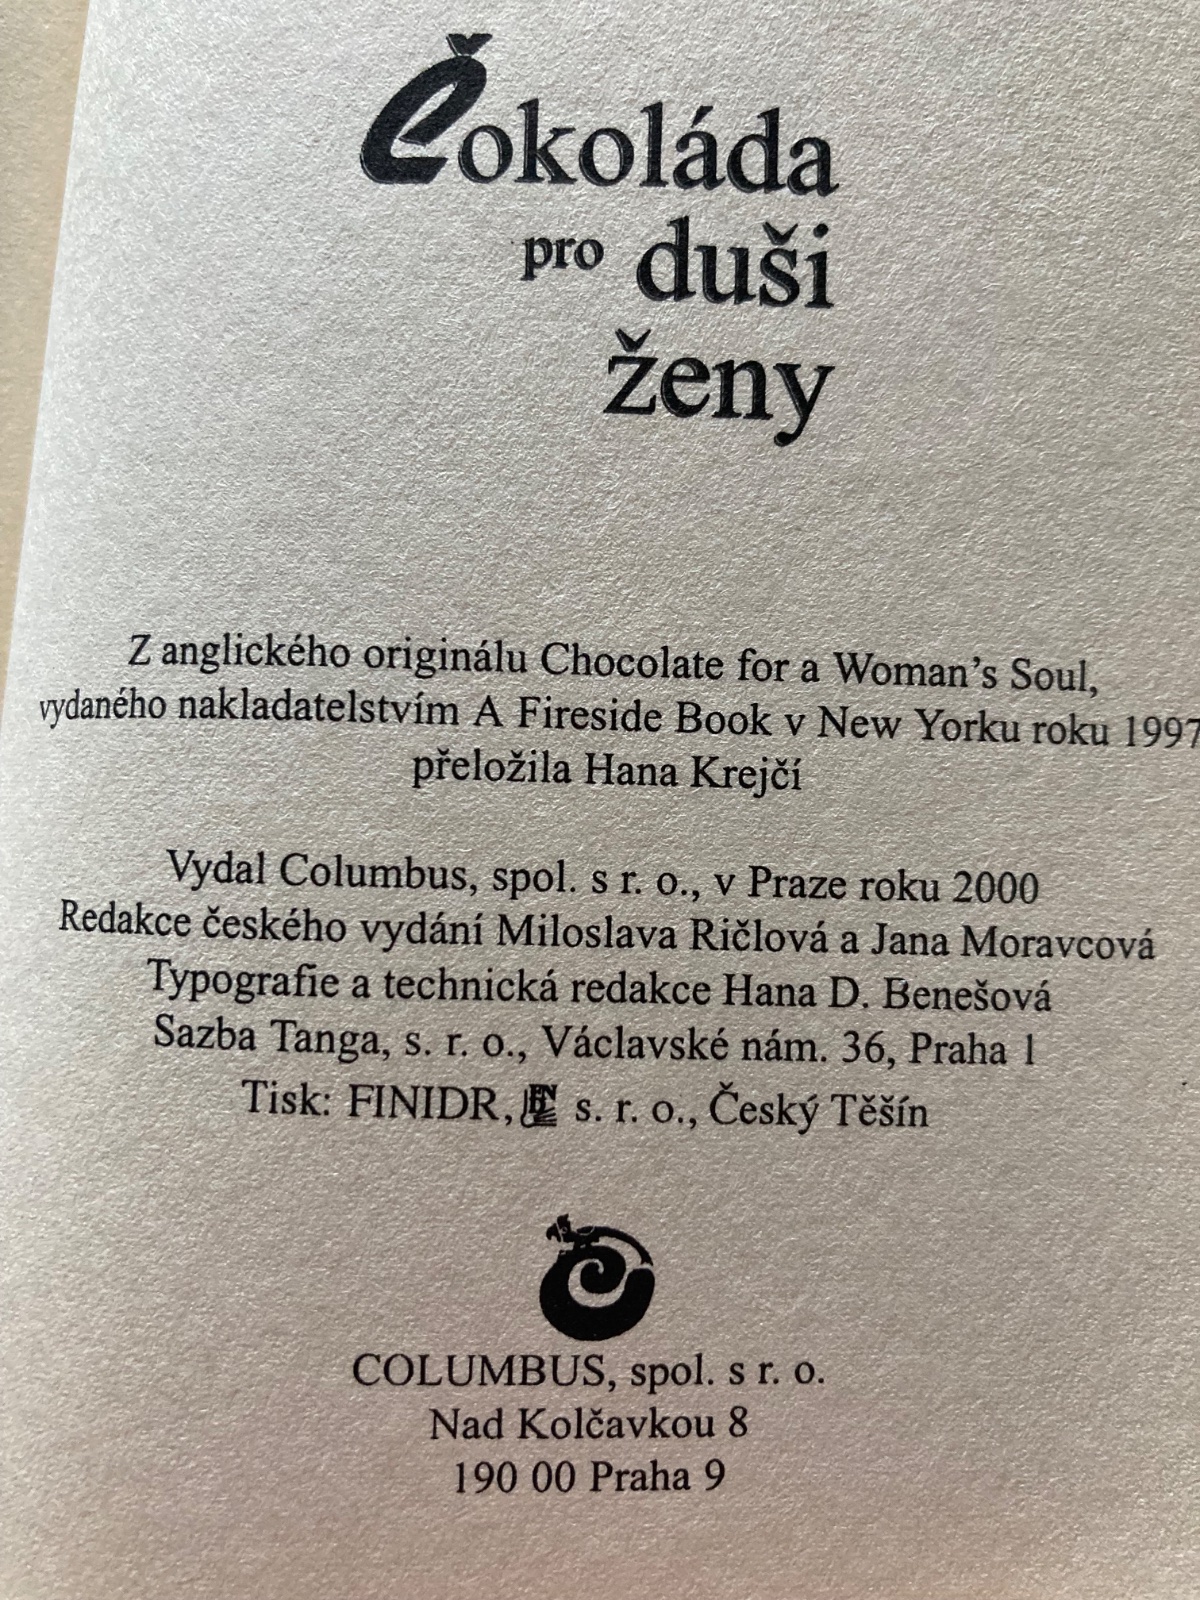 Čokoláda
pro duši
ženy
Z anglického originálu Chocolate for a Woman's Soul,
vydaného nakladatelstvím A Fireside Book v New Yorku roku 1997
přeložila Hana Krejčí
Vydal Columbus, spol. s r. o., v Praze roku 2000
Redakce českého vydání Miloslava Ričlová a Jana Moravcová
Typografie a technická redakce Hana D. Benešová
Sazba Tanga, s. r. o., Václavské nám. 36, Praha 1
Tisk: FINIDR, s. r. o., Český Těšín
COLUMBUS, spol. s r. o.
Nad Kolčavkou 8
190 00 Praha 9